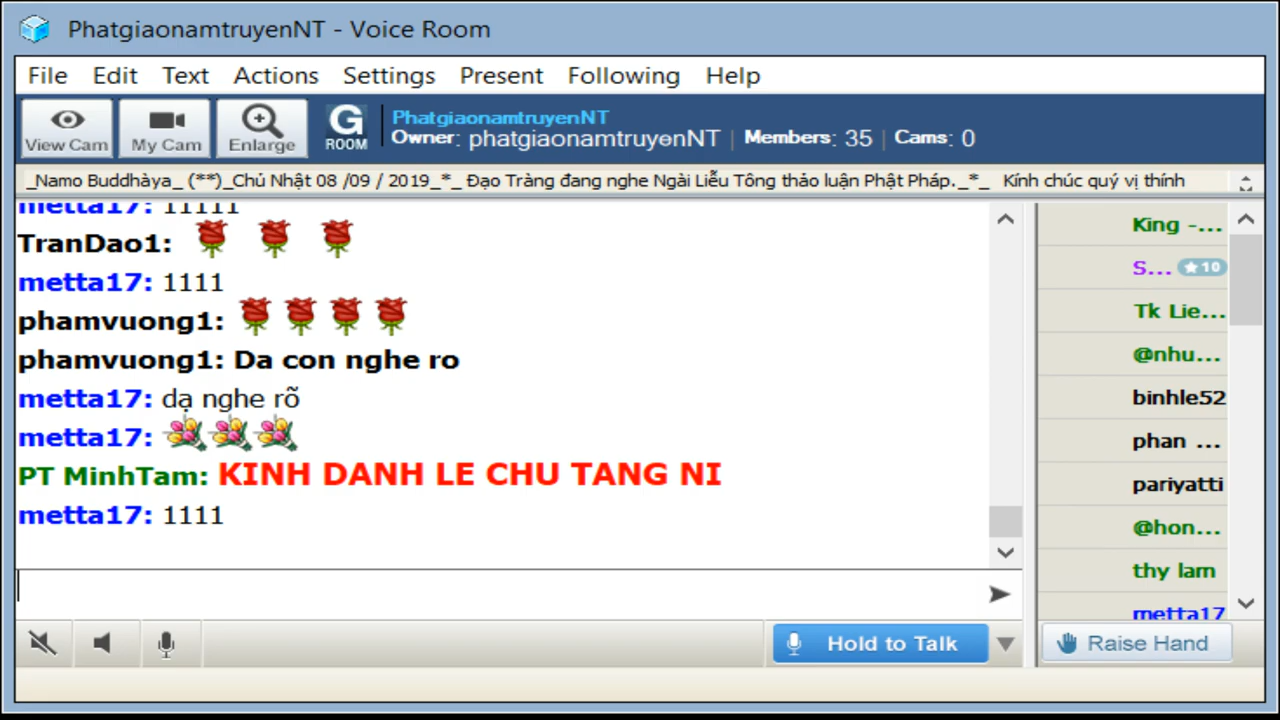 PhatgiaonamtruyenNT - Voice Room
File Edit Text Actions Settings Present Following Help
View Cam My Cam Enlarge G ROOM
PhatgiaonamtruyenNT
Owner: phatgiaonamtruyenNT | Members: 35 | Cams: 0
_Namo Buddhàya_ (**)_Chủ Nhật 08 /09 / 2019_*_ Đạo Tràng đang nghe Ngài Liễu Tông thảo luận Phật Pháp._*_ Kính chúc quý vị thính
metta17: 11111
TranDao1:
metta17: 1111
phamvuong1:
phamvuong1: Da con nghe ro
metta17: dạ nghe rõ
metta17:
PT MinhTam: KINH DANH LE CHU TANG NI
metta17: 1111
King -...
S... ★10
Tk Lie...
@nhu...
binhle52
phan ...
pariyatti
@hon...
thy lam
metta17
Hold to Talk
Raise Hand